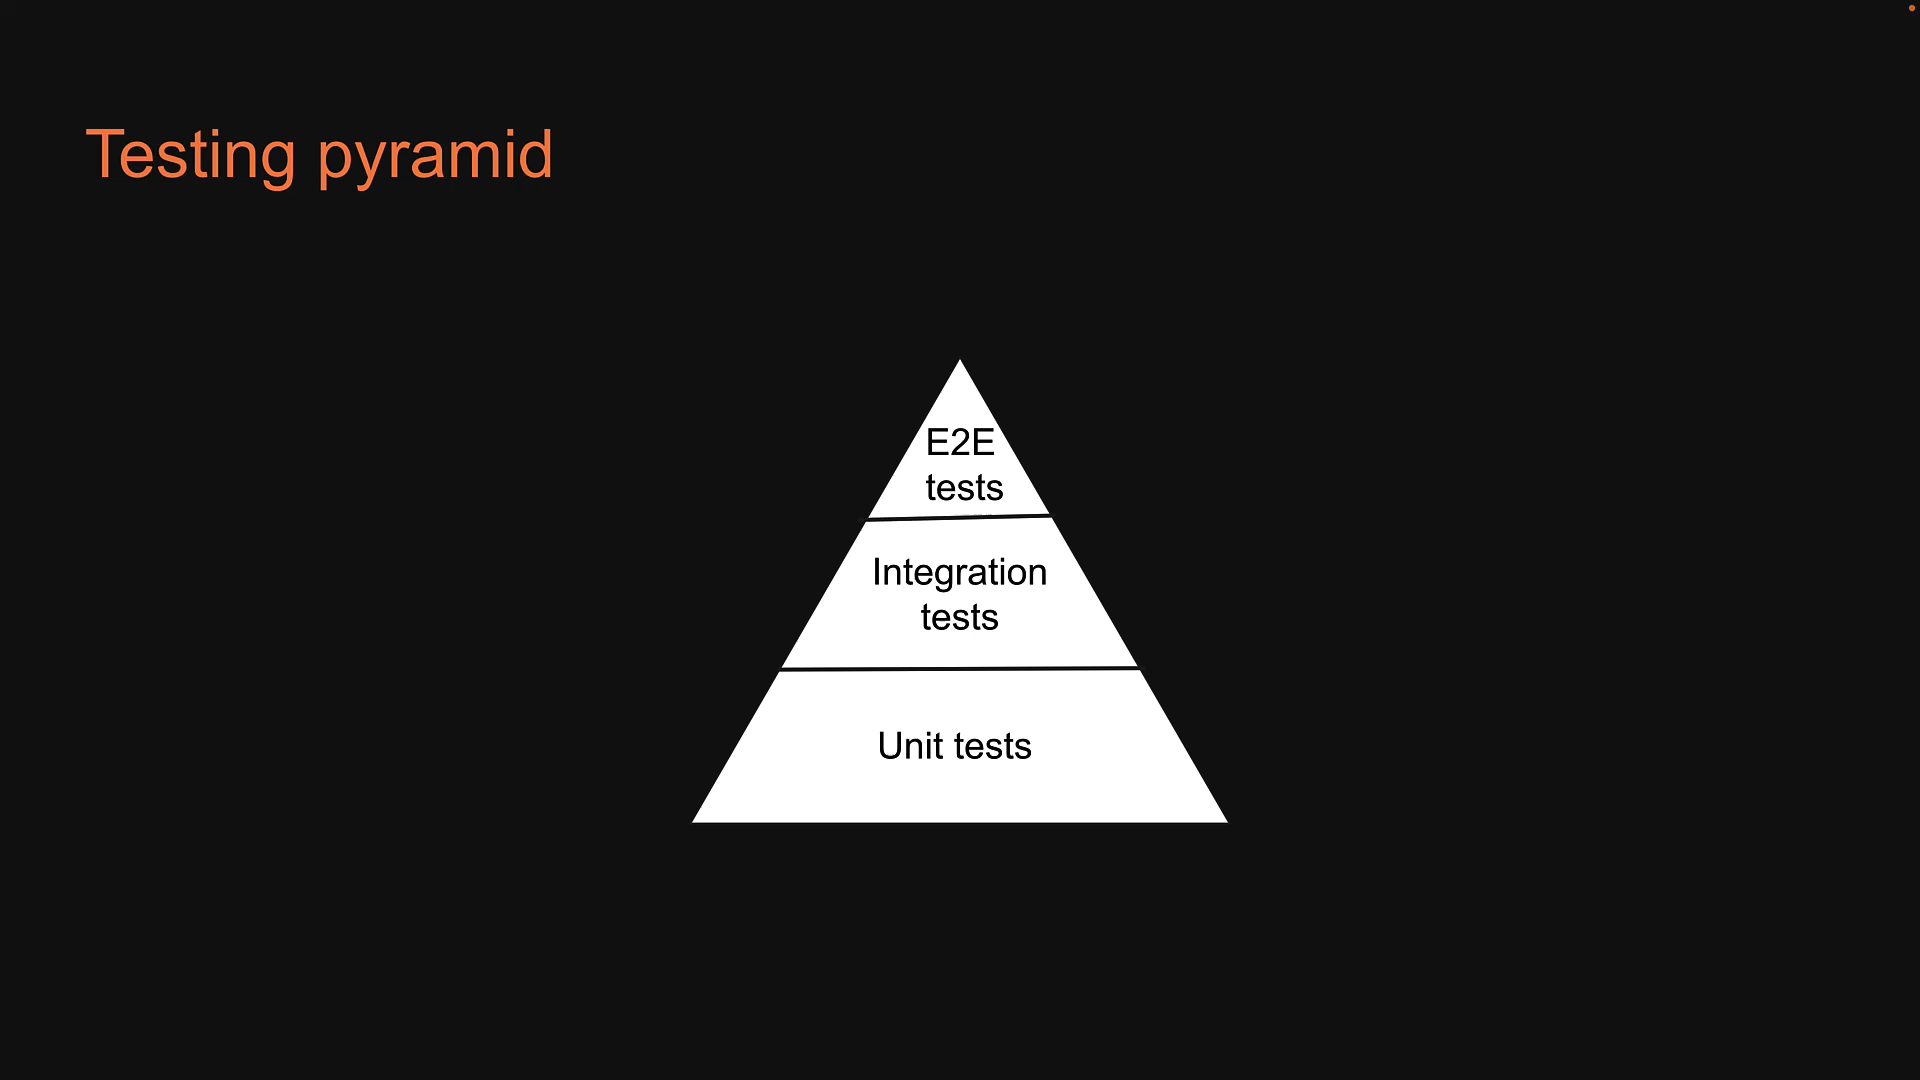 Testing pyramid
E2E
tests
Integration
tests
Unit tests